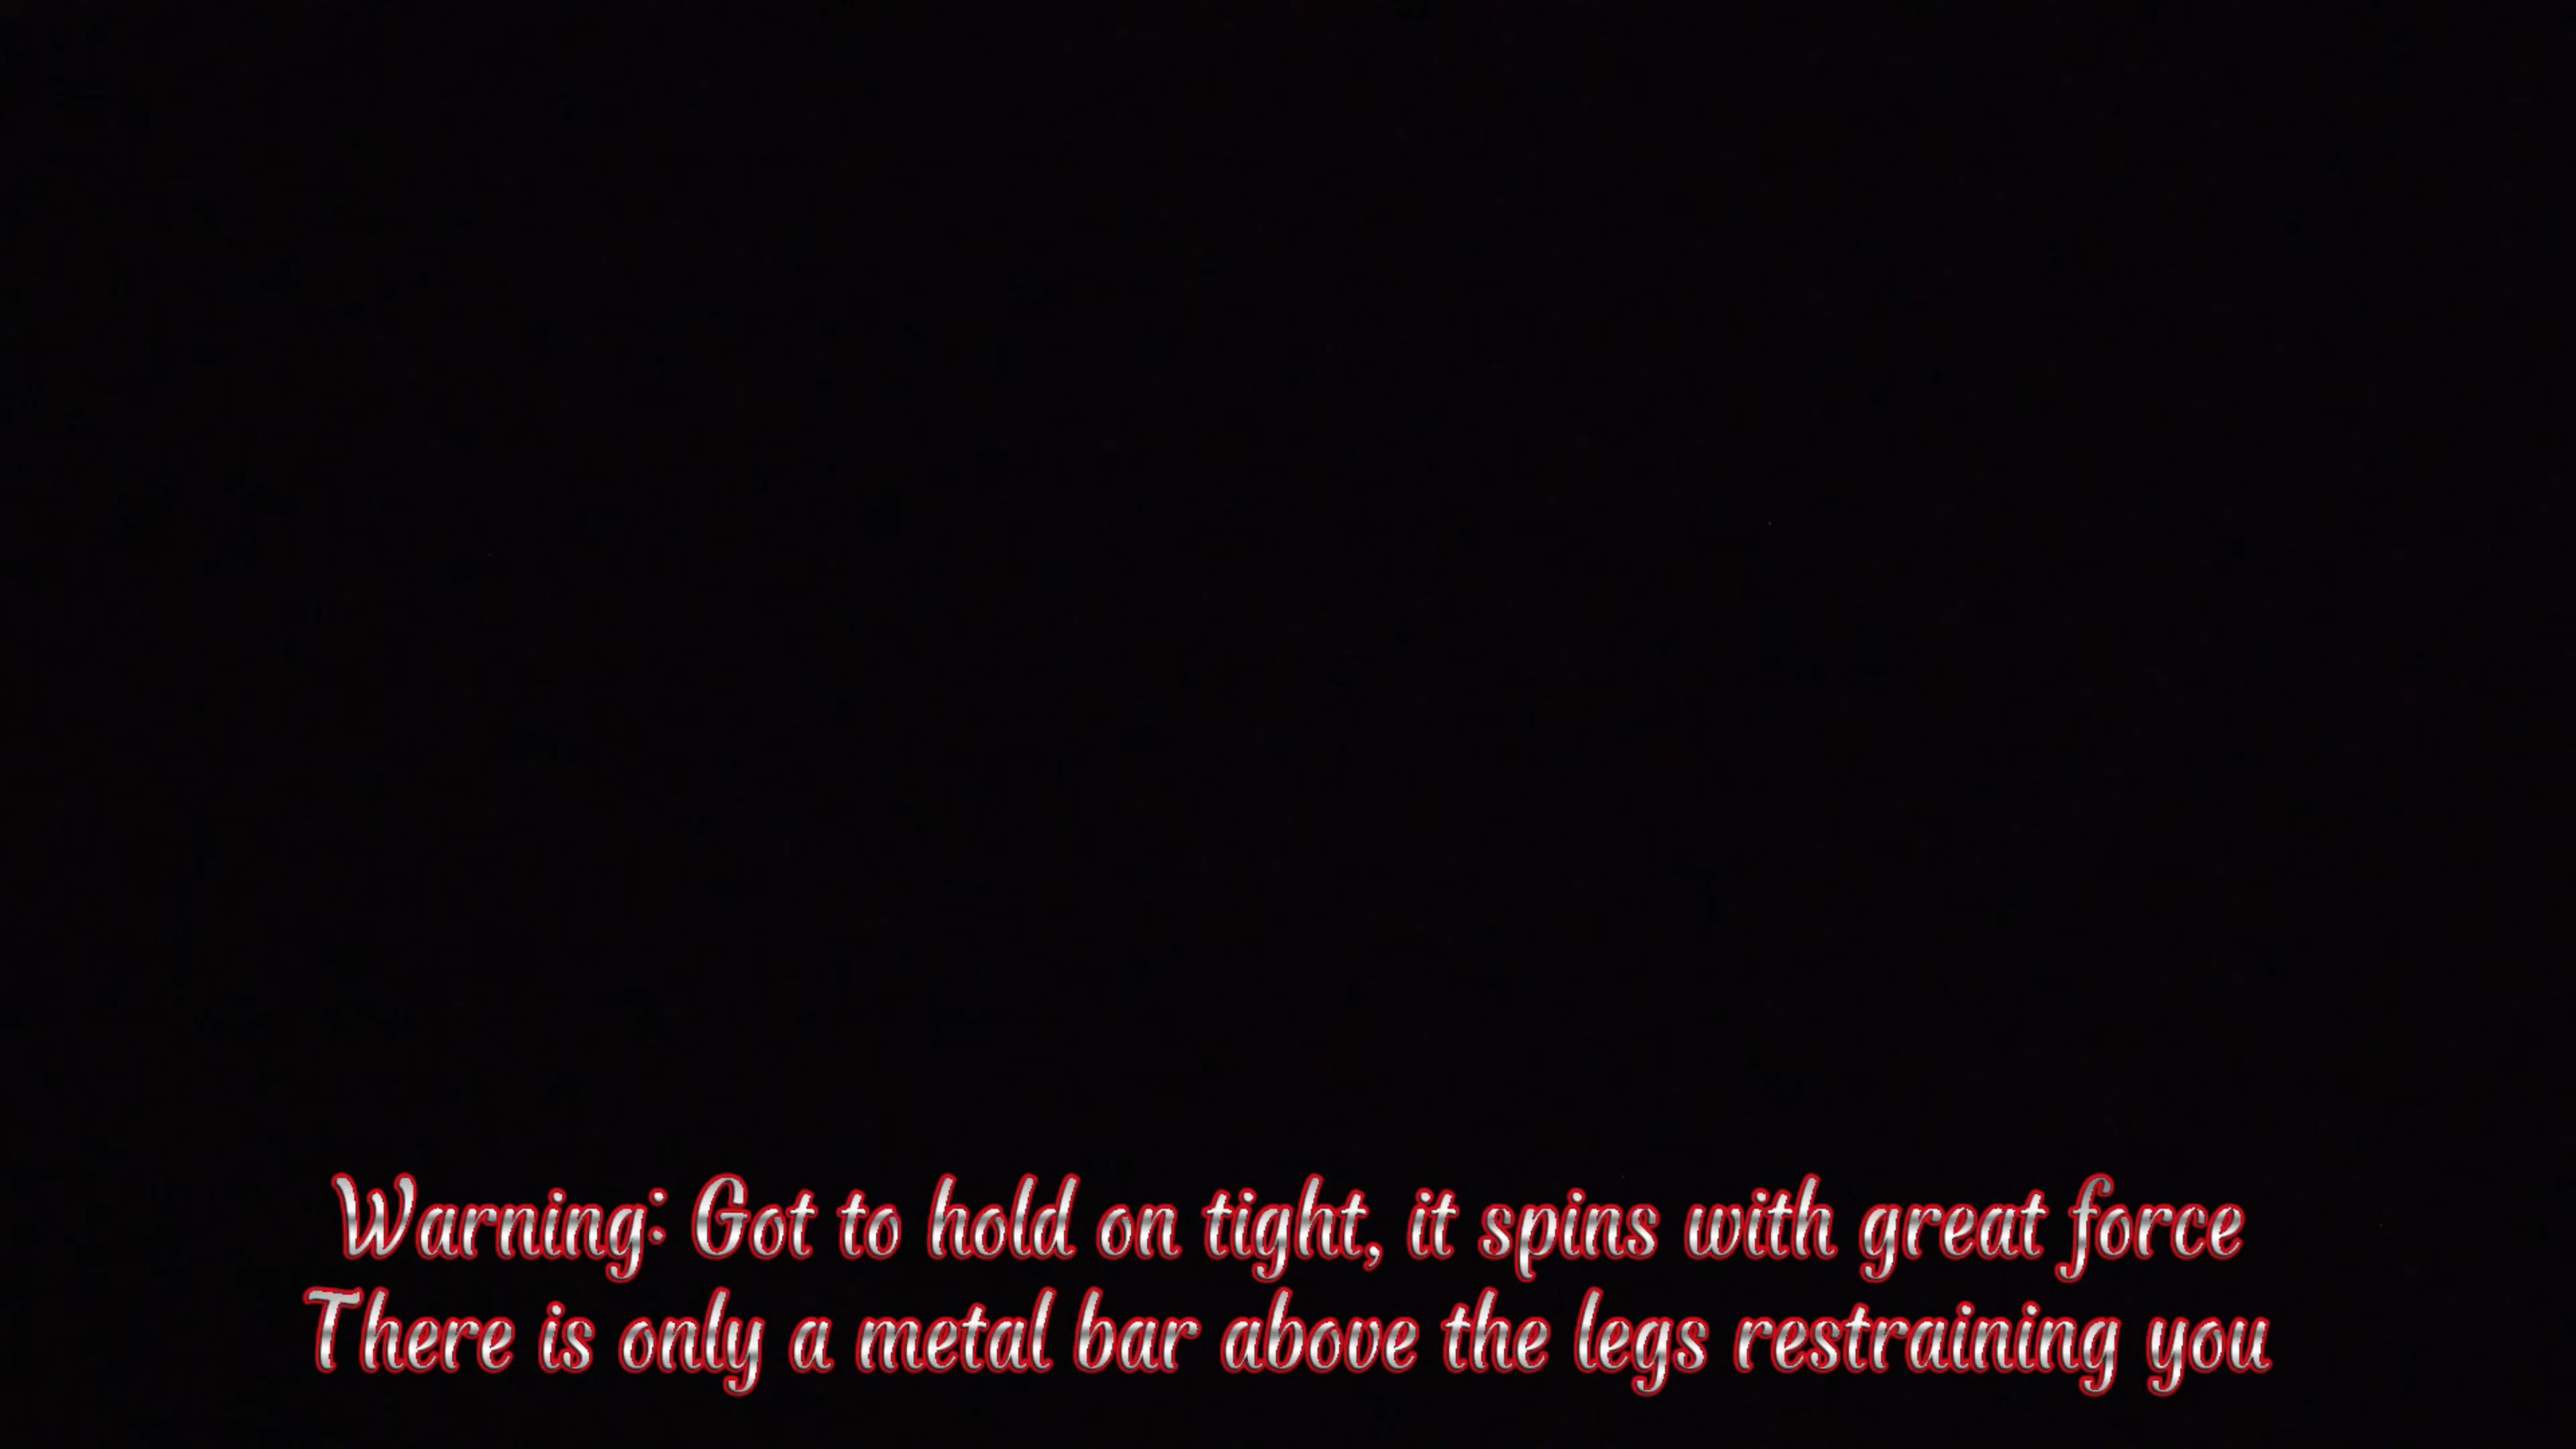 Warning: Got to hold on tight, it spins with great force
There is only a metal bar above the legs restraining you